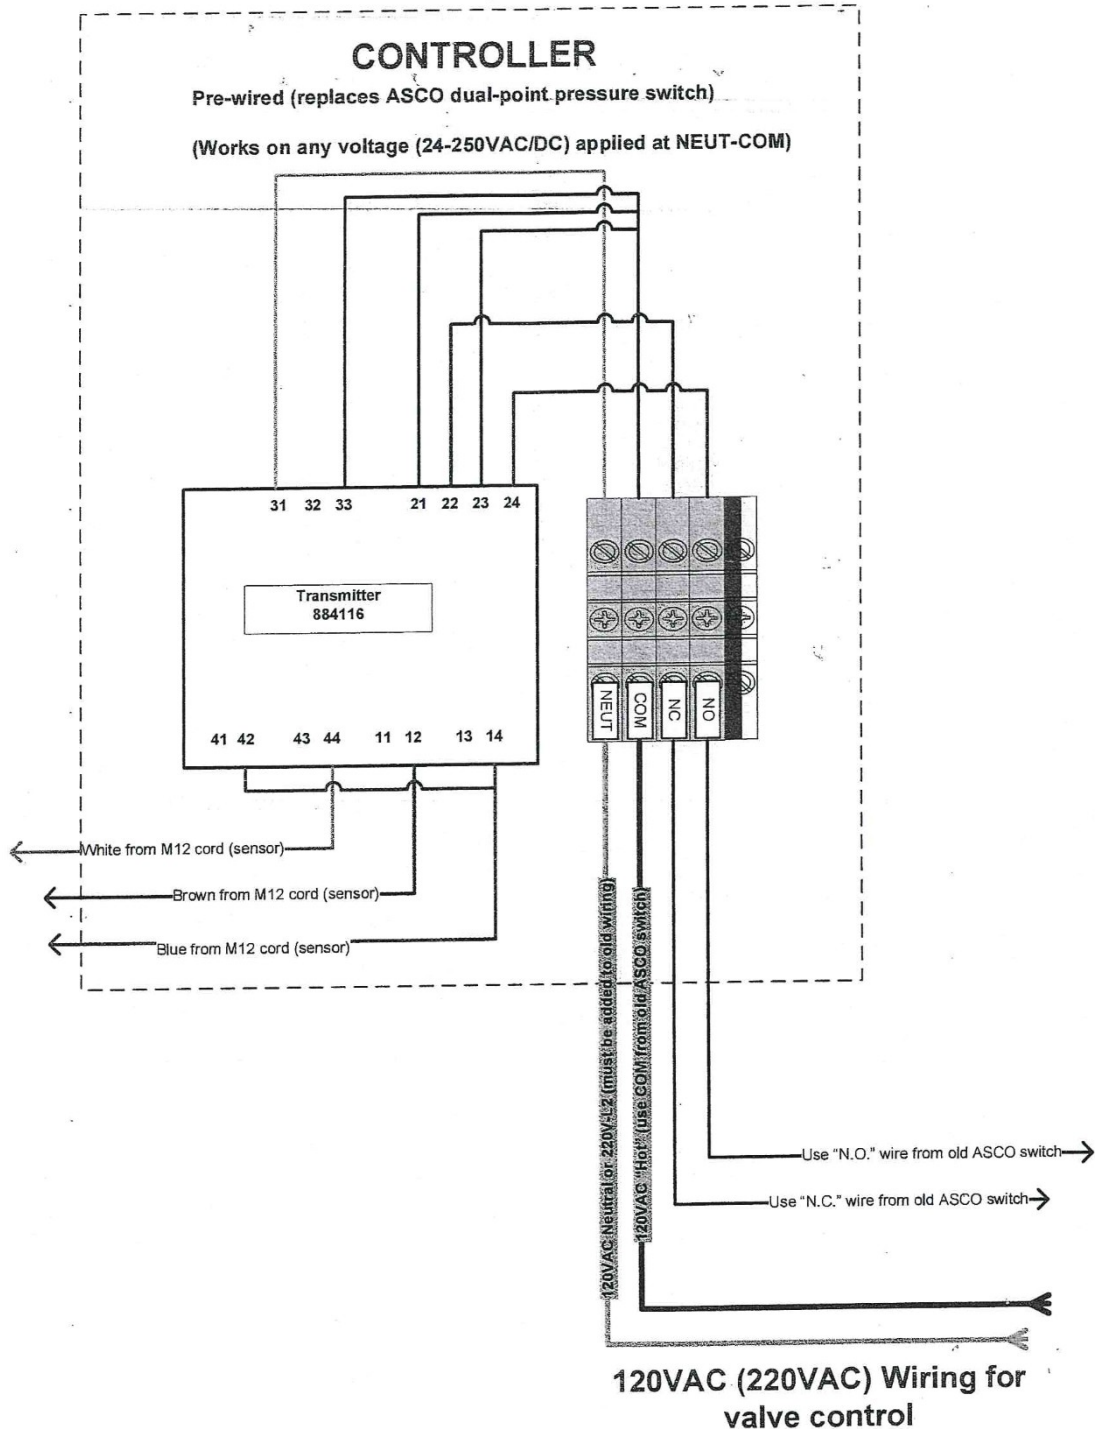 CONTROLLER
Pre-wired (replaces ASCO dual-point pressure switch)
(Works on any voltage (24-250VAC/DC) applied at NEUT-COM)
31 32 33 21 22 23 24
Transmitter
884116
NEUT
COM
NC
NO
41 42 43 44 11 12 13 14
White from M12 cord (sensor)
Brown from M12 cord (sensor)
Blue from M12 cord (sensor)
120VAC Neutral or 220V-L2 (must be added to old wiring)
120VAC "Hot" (use COM from old ASCO switch)
Use "N.O." wire from old ASCO switch
Use "N.C." wire from old ASCO switch
120VAC (220VAC) Wiring for
valve control